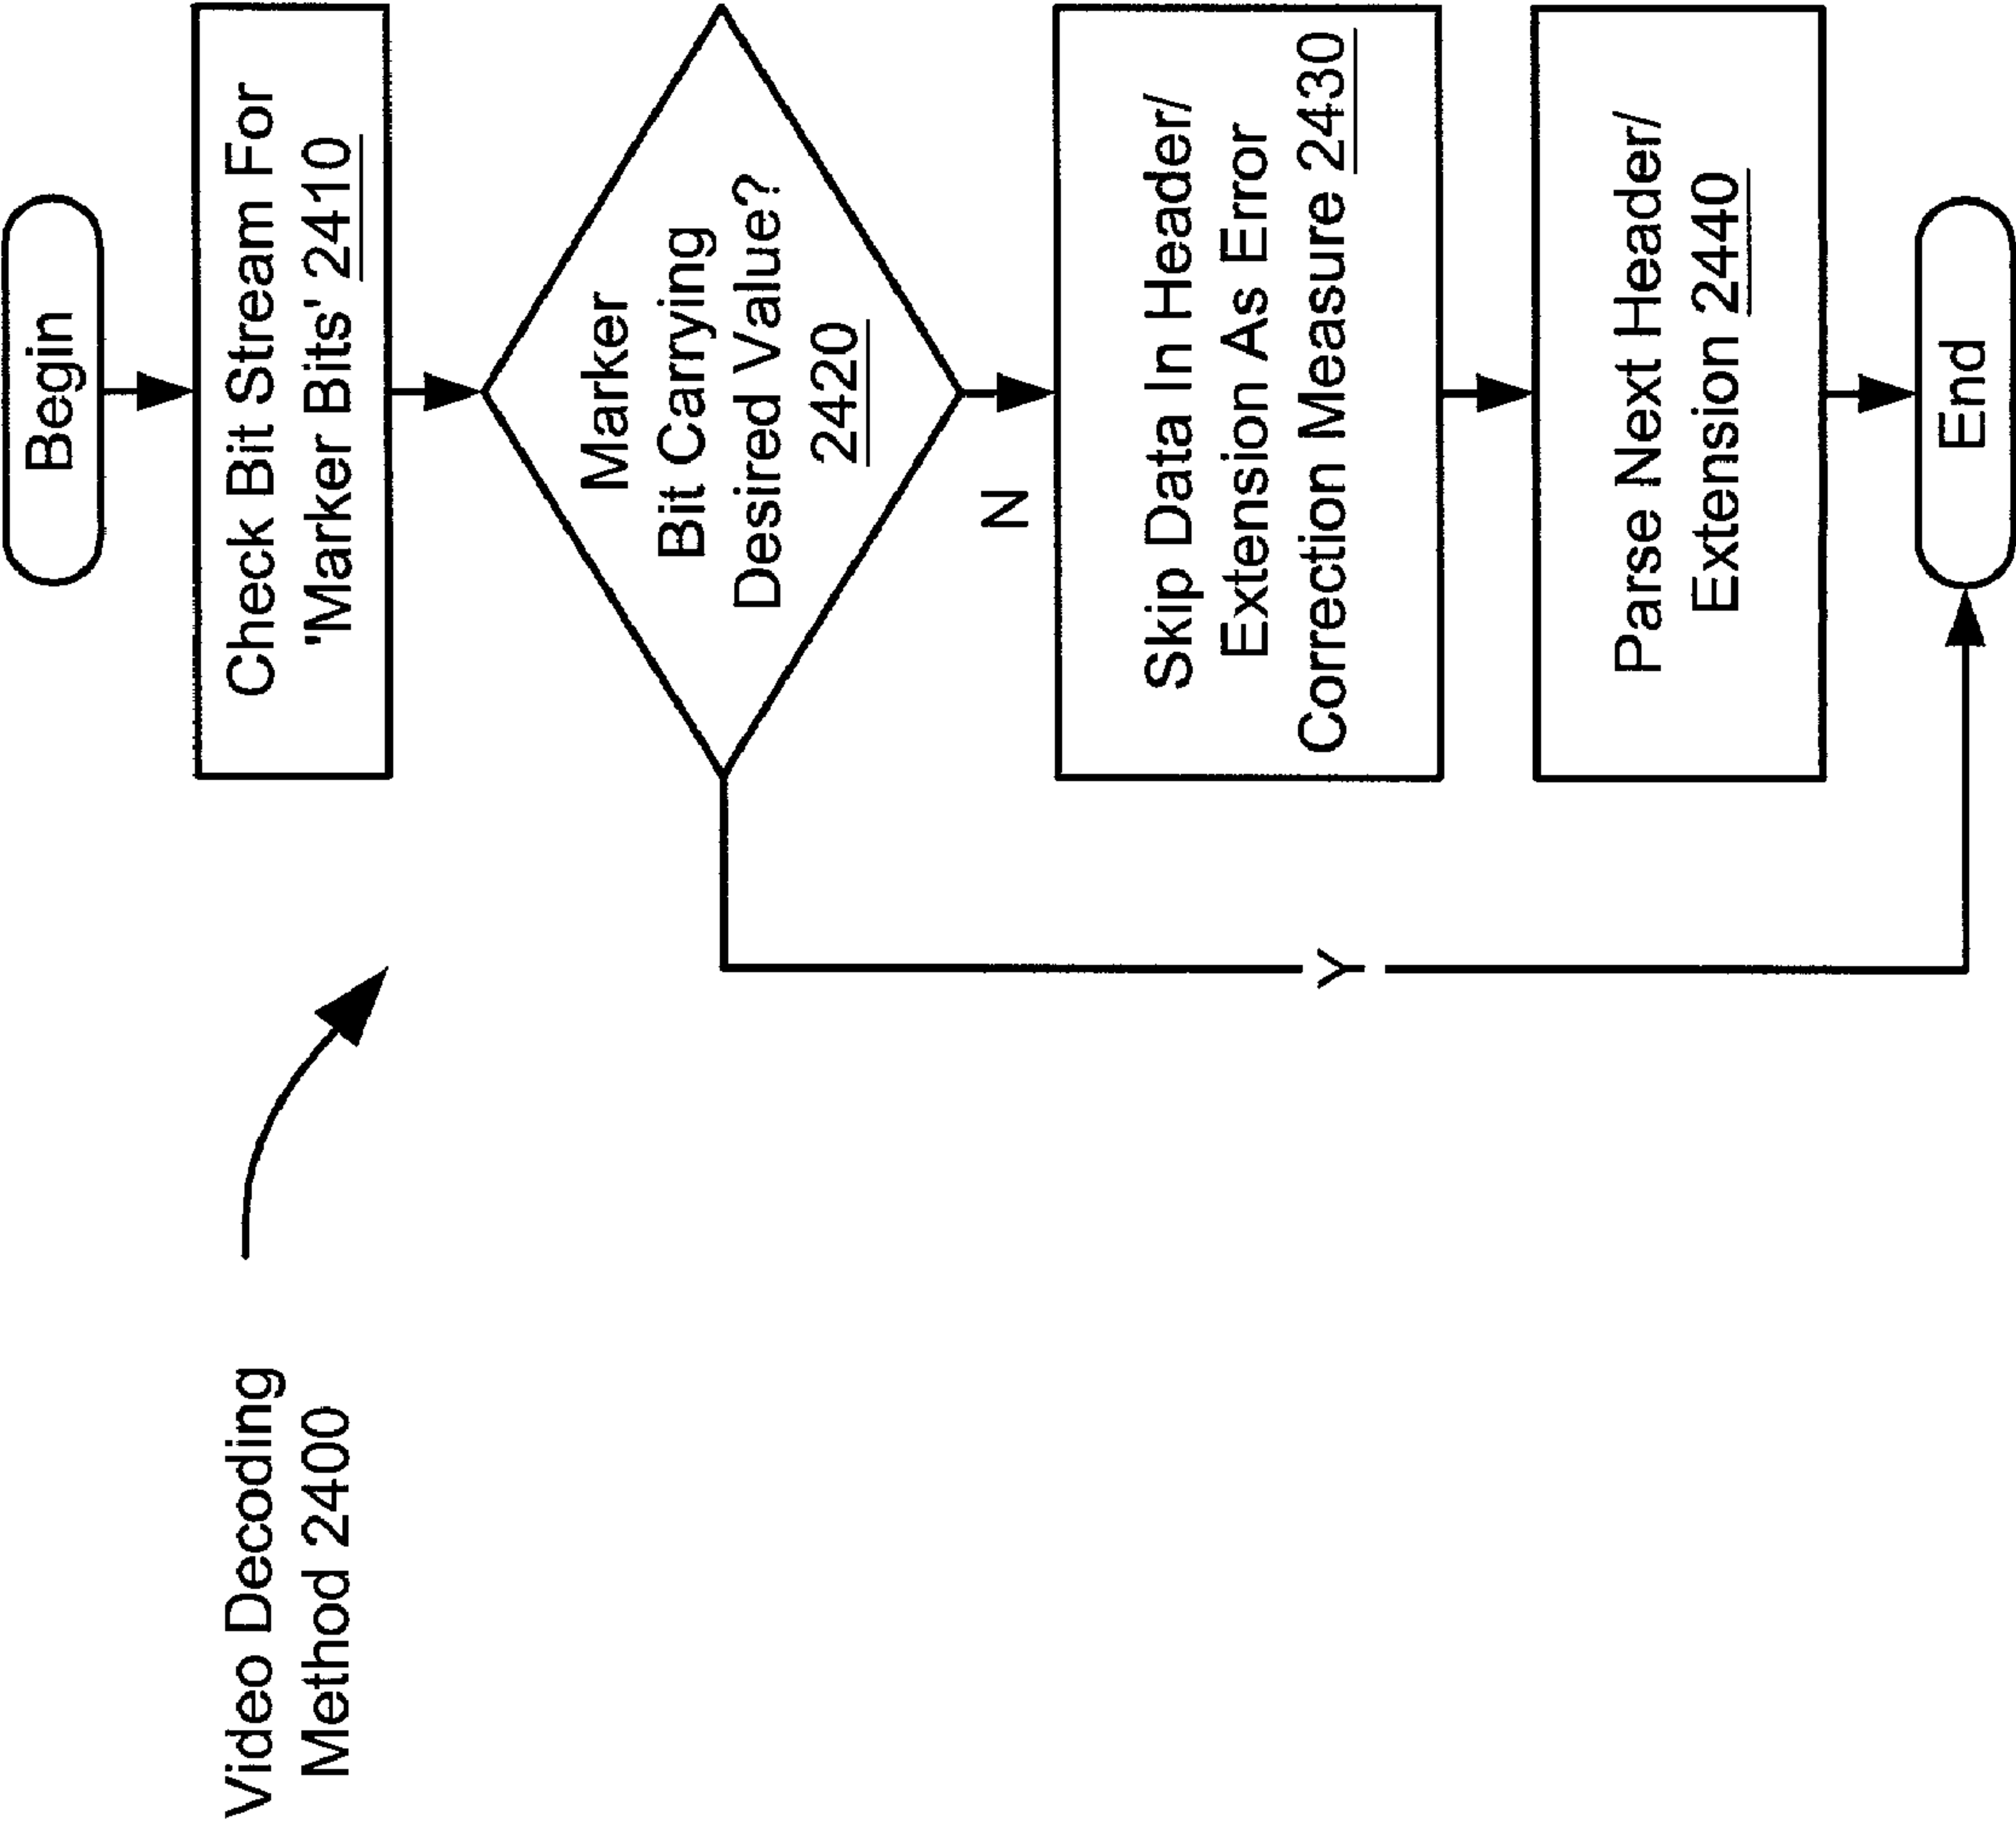 Video Decoding
Method 2400
Begin
Check Bit Stream For
'Marker Bits' 2410
Marker
Bit Carrying
Desired Value?
2420
N
Y
Skip Data In Header/
Extension As Error
Correction Measure 2430
Parse Next Header/
Extension 2440
End